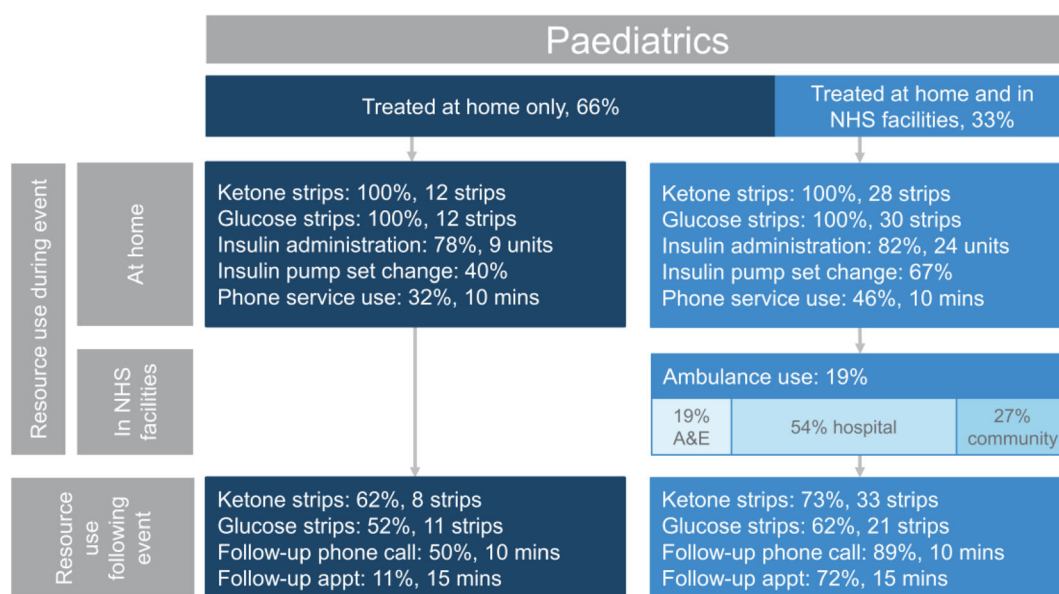 Paediatrics
Treated at home only, 66%
Treated at home and in
NHS facilities, 33%
Resource use during event
At home
Ketone strips: 100%, 12 strips
Glucose strips: 100%, 12 strips
Insulin administration: 78%, 9 units
Insulin pump set change: 40%
Phone service use: 32%, 10 mins
Ketone strips: 100%, 28 strips
Glucose strips: 100%, 30 strips
Insulin administration: 82%, 24 units
Insulin pump set change: 67%
Phone service use: 46%, 10 mins
In NHS
facilities
Ambulance use: 19%
19%
A&E
54% hospital
27%
community
Resource
use
following
event
Ketone strips: 62%, 8 strips
Glucose strips: 52%, 11 strips
Follow-up phone call: 50%, 10 mins
Follow-up appt: 11%, 15 mins
Ketone strips: 73%, 33 strips
Glucose strips: 62%, 21 strips
Follow-up phone call: 89%, 10 mins
Follow-up appt: 72%, 15 mins